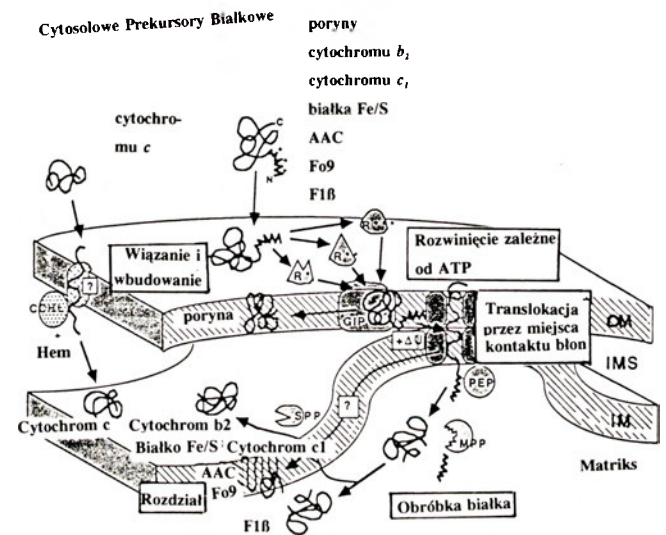 Cytosolowe Prekursory Białkowe
poryny
cytochromu b₂
cytochromu c₁
białka Fe/S
AAC
Fo9
F1ß
cytochro-
mu c
C
N
R
R
R
Wiązanie i
wbudowanie
Rozwinięcie zależne
od ATP
?
CCHL
+
Hem
poryna
GIP
+ΔΨ
Translokacja
przez miejsca
kontaktu błon
OM
IMS
IM
PEP
?
SPP
MPP
Cytochrom c
Cytochrom b2
Białko Fe/S
Cytochrom c1
AAC
Fo9
Rozdział
F1ß
Obróbka białka
Matriks